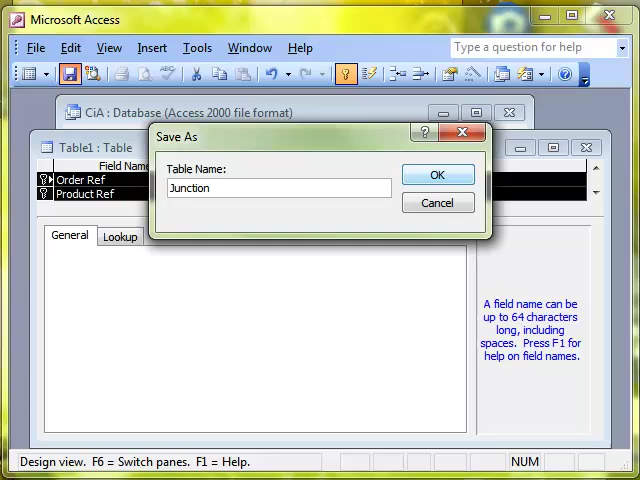 Microsoft Access
File Edit View Insert Tools Window Help
Type a question for help
CiA : Database (Access 2000 file format)
Table1 : Table
Save As
Field Name
Table Name:
OK
Order Ref
Junction
Product Ref
Cancel
General Lookup
A field name can be
up to 64 characters
long, including
spaces. Press F1 for
help on field names.
Design view. F6 = Switch panes. F1 = Help.
NUM